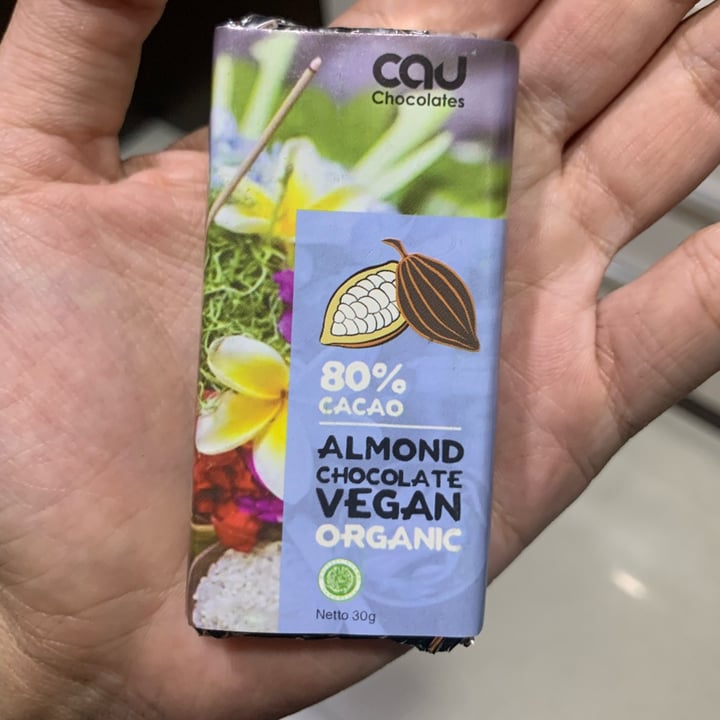 cau
Chocolates
80%
CACAO
ALMOND
CHOCOLATE
VEGAN
ORGANIC
Netto 30g